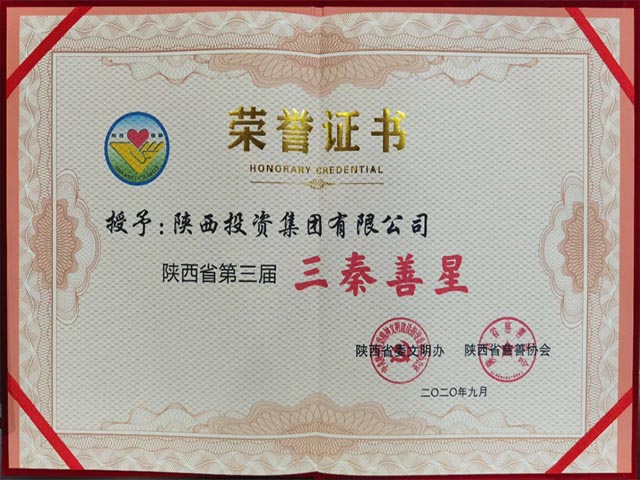 荣誉证书
HONORARY CREDENTIAL
授予：陕西投资集团有限公司
陕西省第三届 三秦善星
陕西省委文明办 陕西省慈善协会
二〇二〇年九月